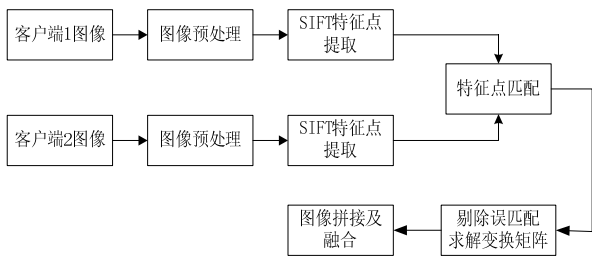 客户端1图像
图像预处理
SIFT特征点
提取
特征点匹配
客户端2图像
图像预处理
SIFT特征点
提取
图像拼接及
融合
剔除误匹配
求解变换矩阵